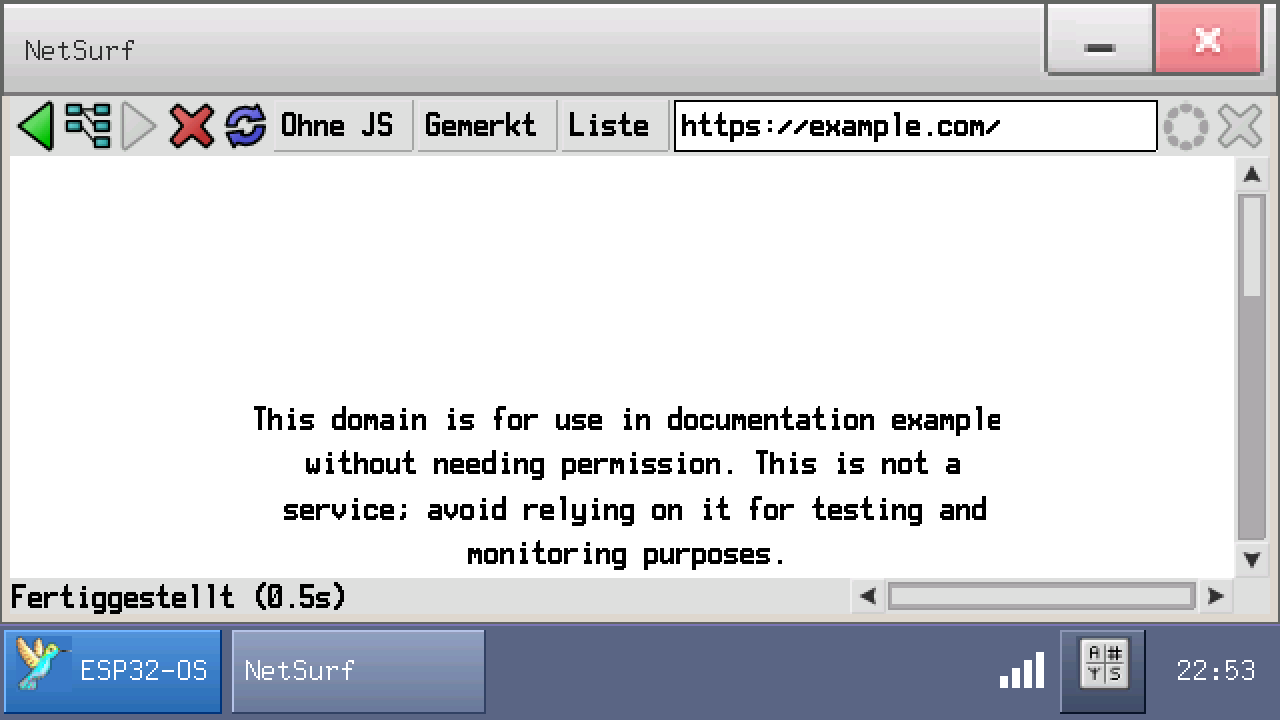 NetSurf
Ohne JS Gemerkt Liste https://example.com/
This domain is for use in documentation example
without needing permission. This is not a
service; avoid relying on it for testing and
monitoring purposes.
Fertiggestellt (0.5s)
ESP32-OS NetSurf A # Y S 22:53